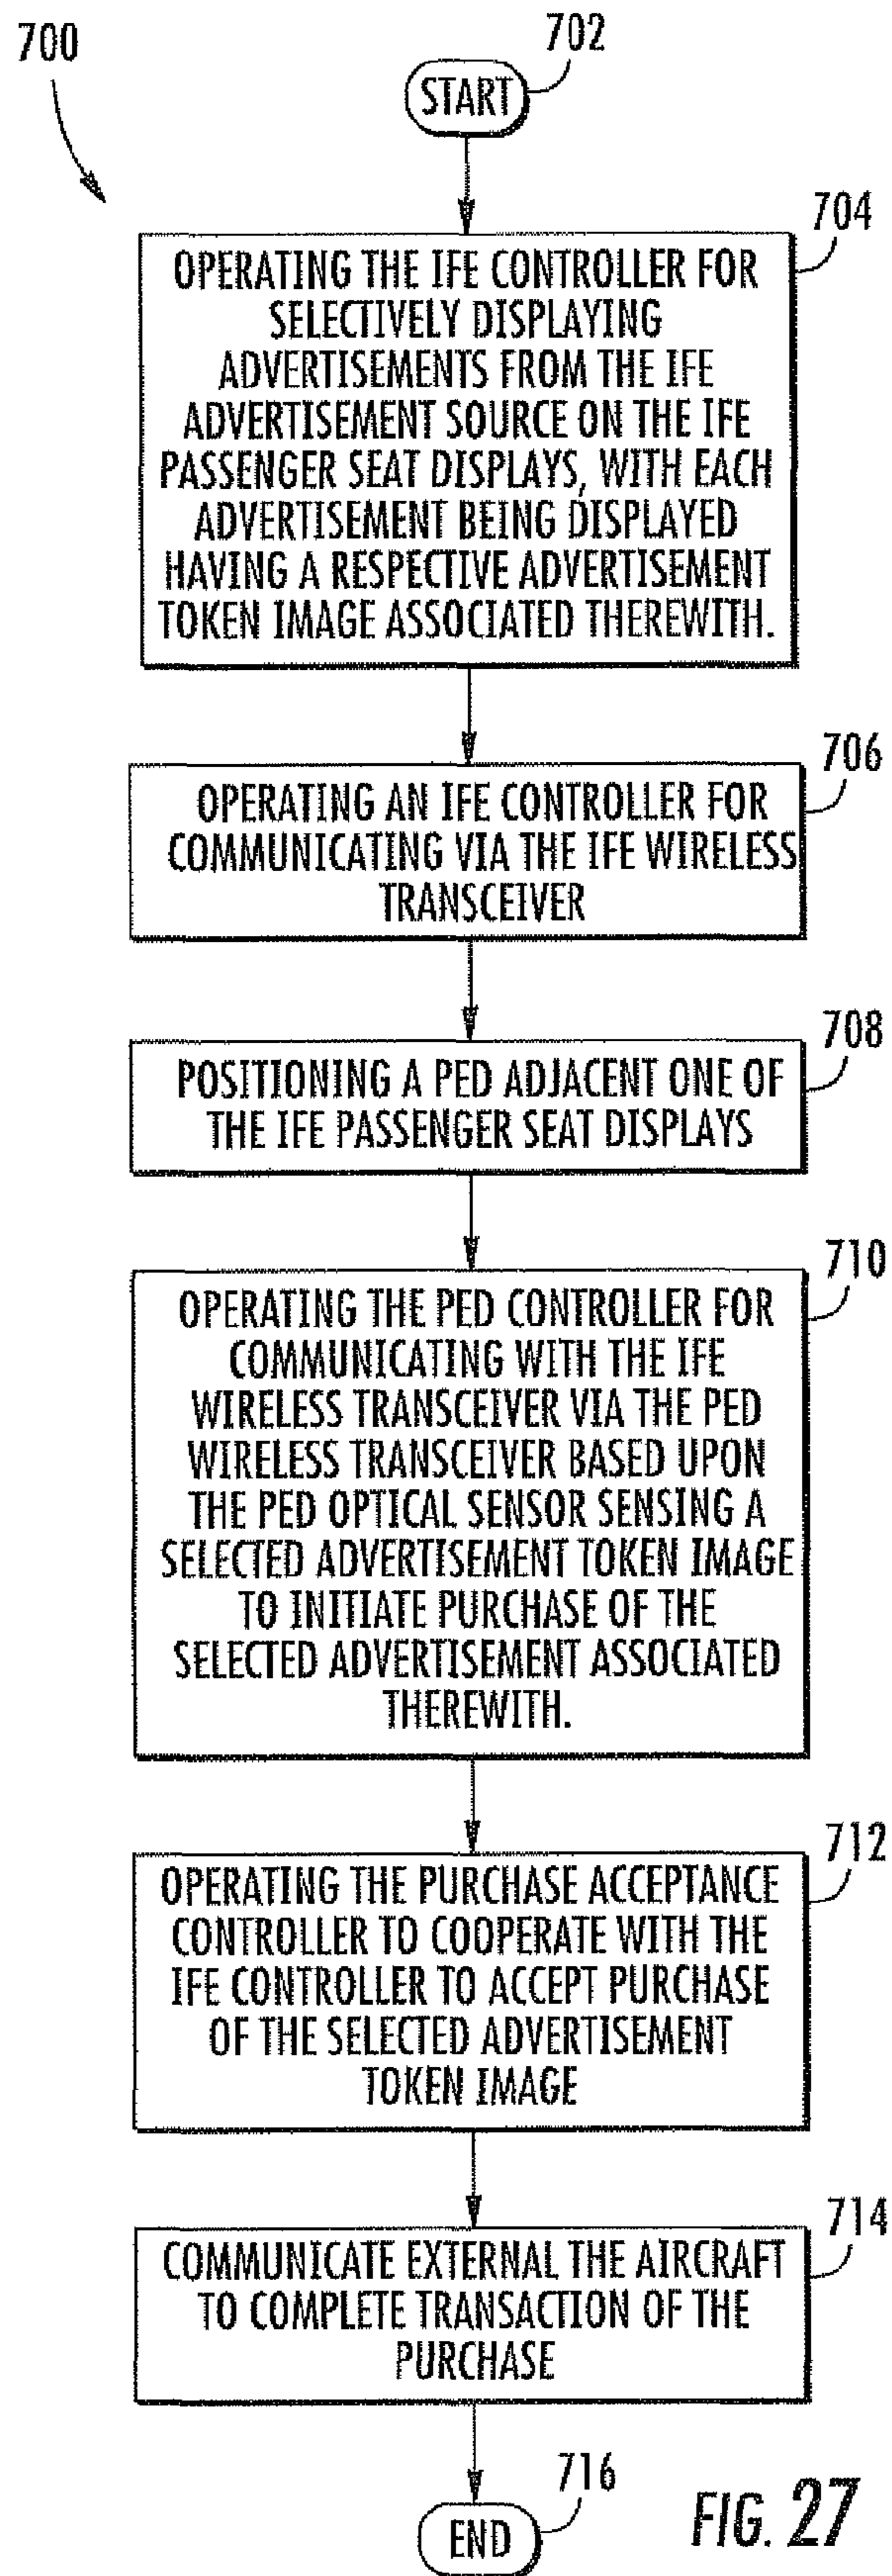 700
702
START
704
OPERATING THE IFE CONTROLLER FOR
SELECTIVELY DISPLAYING
ADVERTISEMENTS FROM THE IFE
ADVERTISEMENT SOURCE ON THE IFE
PASSENGER SEAT DISPLAYS, WITH EACH
ADVERTISEMENT BEING DISPLAYED
HAVING A RESPECTIVE ADVERTISEMENT
TOKEN IMAGE ASSOCIATED THEREWITH.
706
OPERATING AN IFE CONTROLLER FOR
COMMUNICATING VIA THE IFE WIRELESS
TRANSCEIVER
708
POSITIONING A PED ADJACENT ONE OF
THE IFE PASSENGER SEAT DISPLAYS
710
OPERATING THE PED CONTROLLER FOR
COMMUNICATING WITH THE IFE
WIRELESS TRANSCEIVER VIA THE PED
WIRELESS TRANSCEIVER BASED UPON
THE PED OPTICAL SENSOR SENSING A
SELECTED ADVERTISEMENT TOKEN IMAGE
TO INITIATE PURCHASE OF THE
SELECTED ADVERTISEMENT ASSOCIATED
THEREWITH.
712
OPERATING THE PURCHASE ACCEPTANCE
CONTROLLER TO COOPERATE WITH THE
IFE CONTROLLER TO ACCEPT PURCHASE
OF THE SELECTED ADVERTISEMENT
TOKEN IMAGE
714
COMMUNICATE EXTERNAL THE AIRCRAFT
TO COMPLETE TRANSACTION OF THE
PURCHASE
716
END
FIG. 27